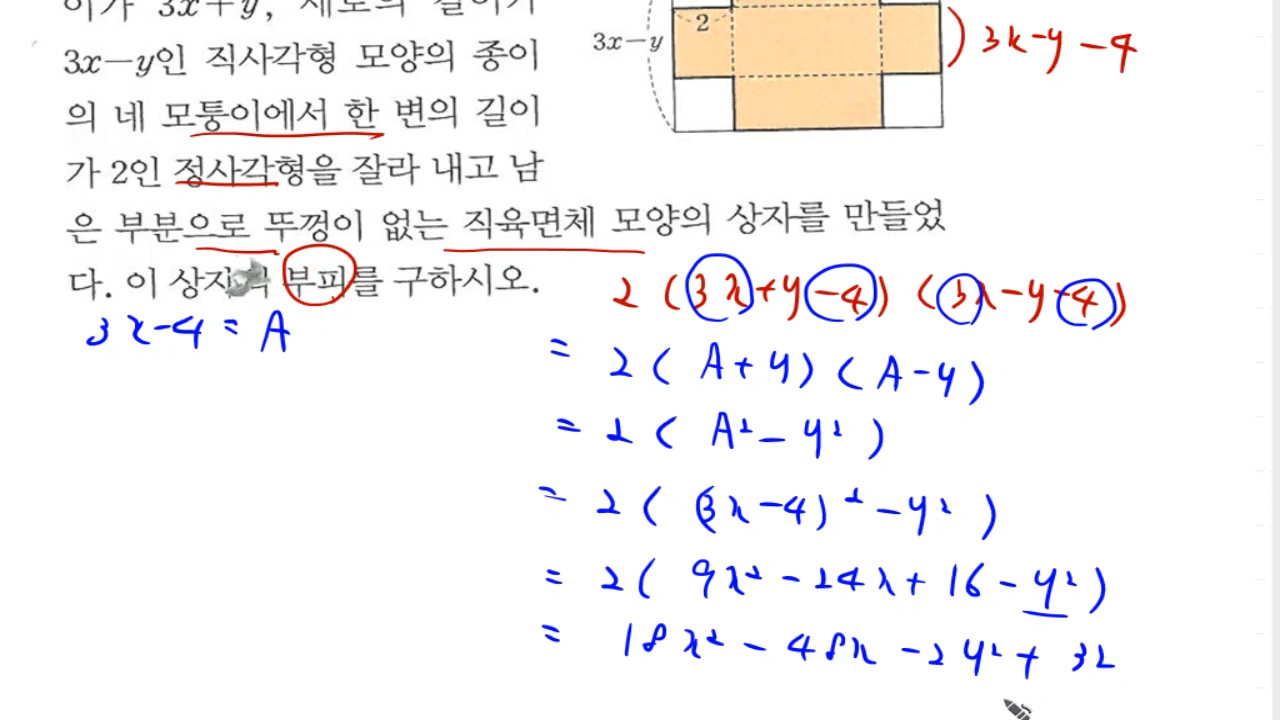 이가 3x+y, 세로의 길이가
3x−y인 직사각형 모양의 종이
의 네 모퉁이에서 한 변의 길이
가 2인 정사각형을 잘라 내고 남
은 부분으로 뚜껑이 없는 직육면체 모양의 상자를 만들었
다. 이 상자의 부피를 구하시오.
3x−y
2
3x−y−4
3x−4=A
2(3x+y−4)(3x−y−4)
=2(A+y)(A−y)
=2(A²−y²)
=2((3x−4)²−y²)
=2(9x²−24x+16−y²)
=18x²−48x−2y²+32